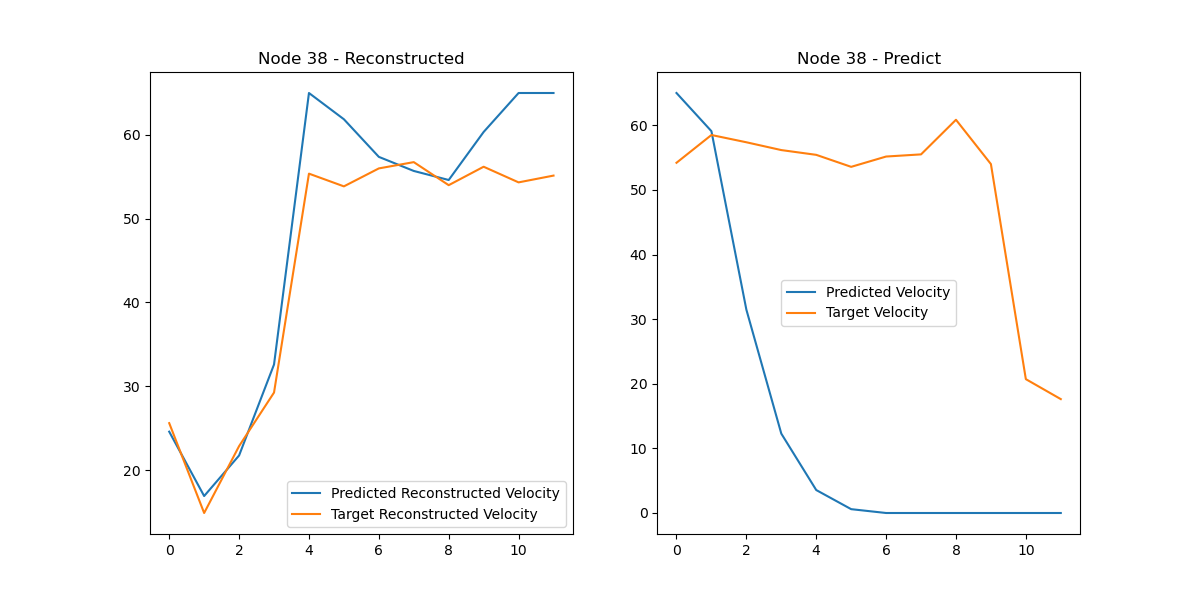 Node 38 - Reconstructed
60
50
40
30
20
0 2 4 6 8 10
Predicted Reconstructed Velocity
Target Reconstructed Velocity
Node 38 - Predict
60
50
40
30
20
10
0
0 2 4 6 8 10
Predicted Velocity
Target Velocity